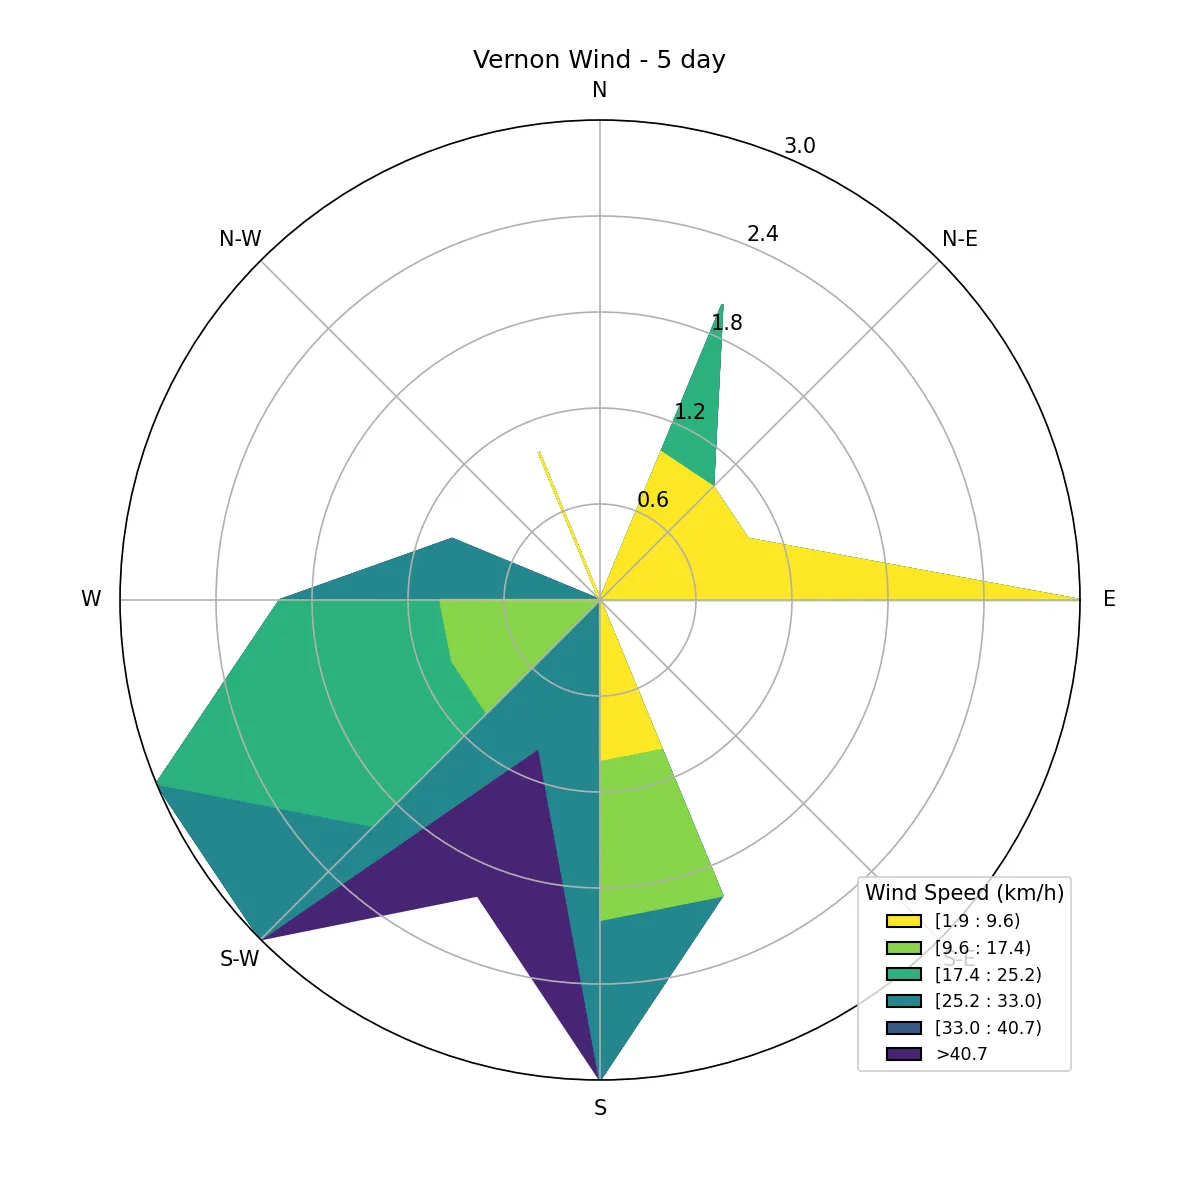 Vernon Wind - 5 day
N
3.0
2.4
N-W
N-E
1.8
1.2
0.6
W
E
S-W
S-E
S
Wind Speed (km/h)
[1.9 : 9.6)
[9.6 : 17.4)
[17.4 : 25.2)
[25.2 : 33.0)
[33.0 : 40.7)
>40.7